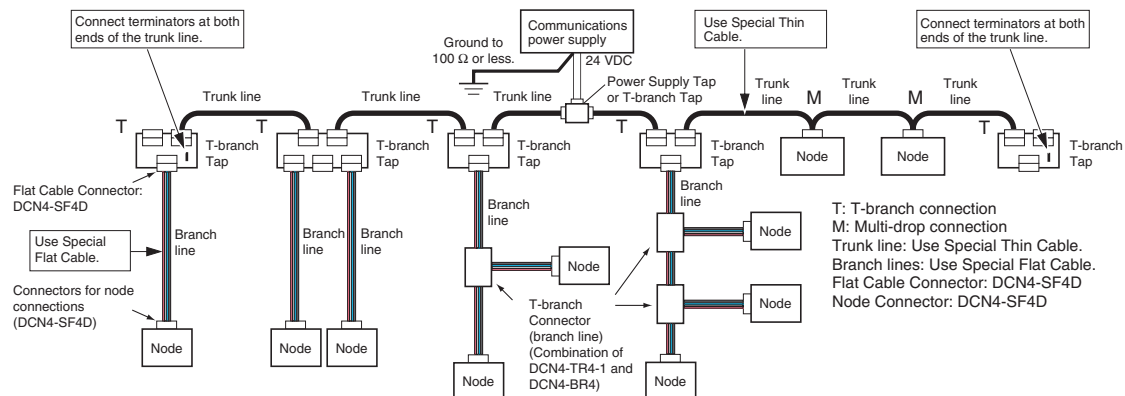 Connect terminators at both
ends of the trunk line.
Communications
power supply
Ground to
100 Ω or less.
24 VDC
Use Special Thin
Cable.
Connect terminators at both
ends of the trunk line.
Power Supply Tap
or T-branch Tap
Trunk line
Trunk line
Trunk line
Trunk
line
M
Trunk
line
M
Trunk
line
T
T
T
T
T
T-branch
Tap
T-branch
Tap
T-branch
Tap
T-branch
Tap
Node
Node
T-branch
Tap
Flat Cable Connector:
DCN4-SF4D
Use Special
Flat Cable.
Branch
line
Branch
line
Branch
line
Branch
line
Branch
line
Connectors for node
connections
(DCN4-SF4D)
Node
Node
Node
Node
Node
T-branch
Connector
(branch line)
(Combination of
DCN4-TR4-1 and
DCN4-BR4)
Node
Node
Node
T: T-branch connection
M: Multi-drop connection
Trunk line: Use Special Thin Cable.
Branch lines: Use Special Flat Cable.
Flat Cable Connector: DCN4-SF4D
Node Connector: DCN4-SF4D